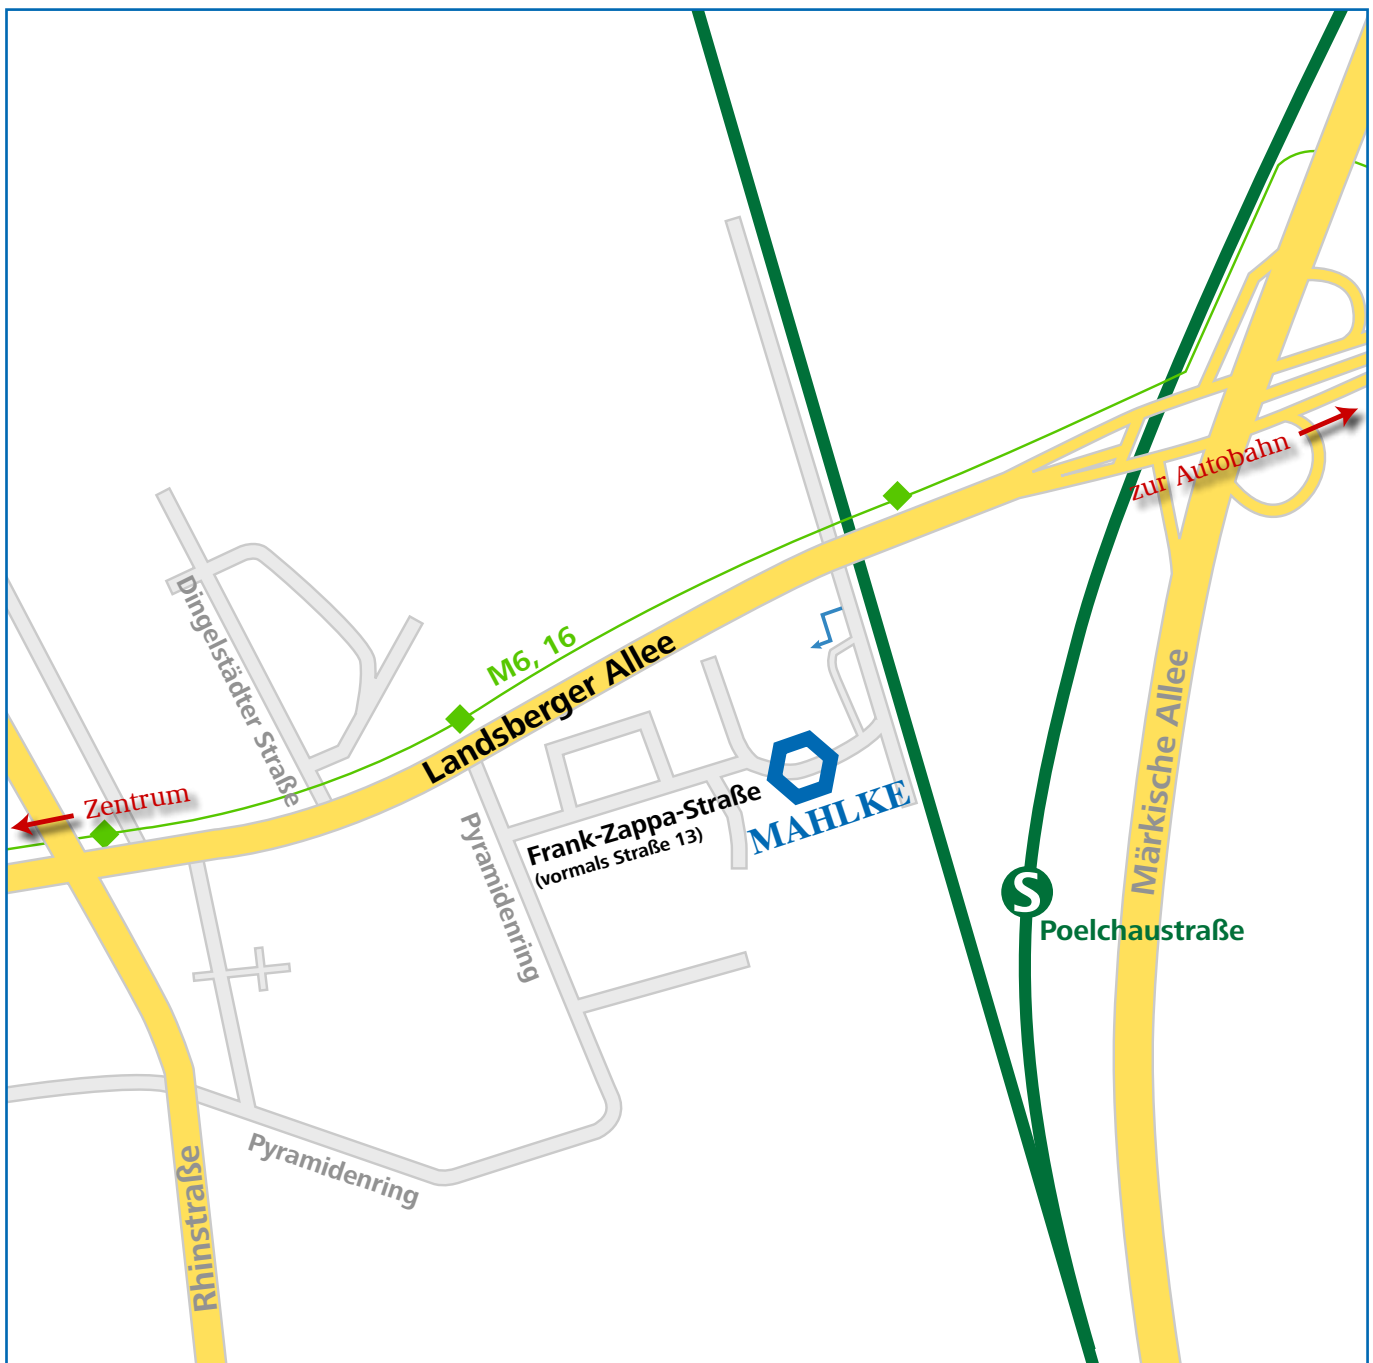 zur Autobahn
Dingelstädter Straße
M6, 16
Landsberger Allee
Märkische Allee
Zentrum
Frank-Zappa-Straße
(vormals Straße 13)
MAHLKE
Pyramidenring
S
Poelchaustraße
Pyramidenring
Rhinstraße